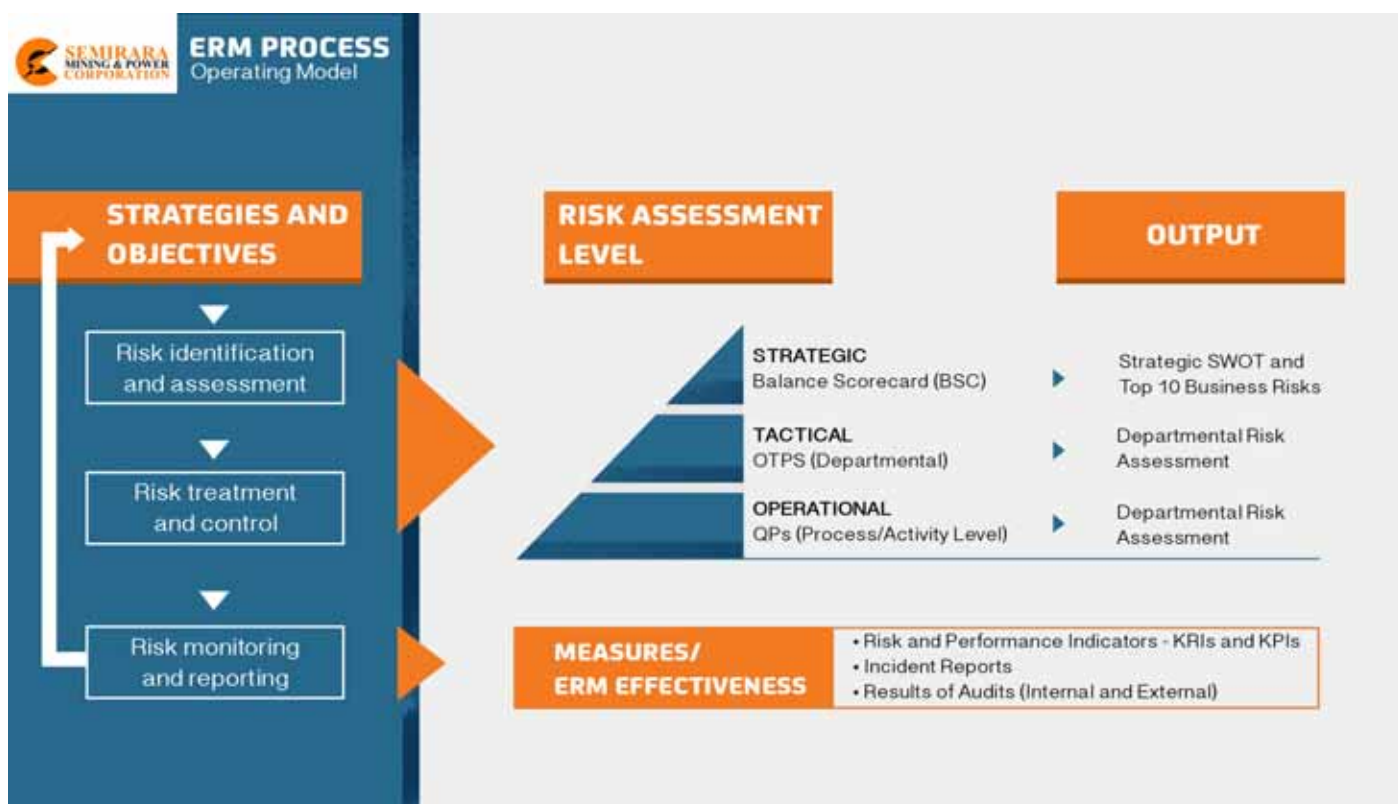 SEMIRARA
MINING & POWER
CORPORATION
ERM PROCESS
Operating Model
STRATEGIES AND
OBJECTIVES
Risk identification
and assessment
Risk treatment
and control
Risk monitoring
and reporting
RISK ASSESSMENT
LEVEL
OUTPUT
STRATEGIC
Balance Scorecard (BSC)
Strategic SWOT and
Top 10 Business Risks
TACTICAL
OTPS (Departmental)
Departmental Risk
Assessment
OPERATIONAL
QPs (Process/Activity Level)
Departmental Risk
Assessment
MEASURES/
ERM EFFECTIVENESS
• Risk and Performance Indicators - KRIs and KPIs
• Incident Reports
• Results of Audits (Internal and External)